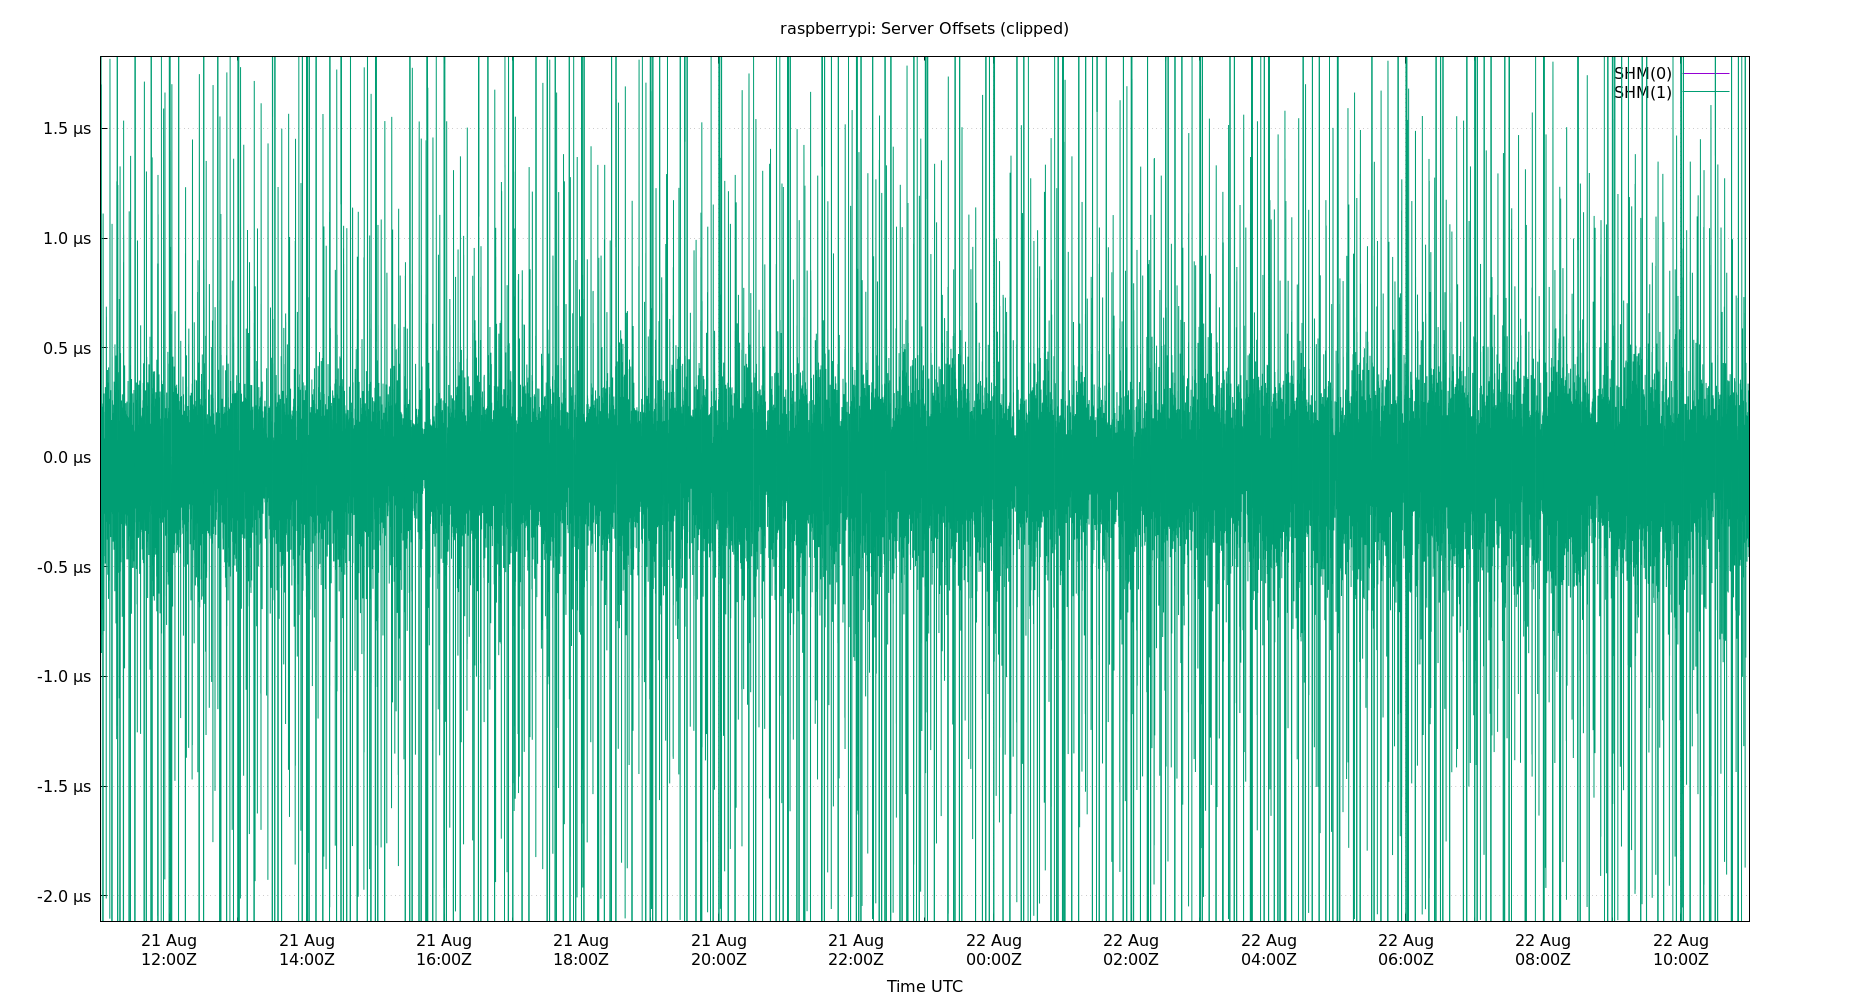 raspberrypi: Server Offsets (clipped)
SHM(0)
SHM(1)
1.5 µs
1.0 µs
0.5 µs
0.0 µs
-0.5 µs
-1.0 µs
-1.5 µs
-2.0 µs
21 Aug 21 Aug 21 Aug 21 Aug 21 Aug 21 Aug 22 Aug 22 Aug 22 Aug 22 Aug 22 Aug 22 Aug
12:00Z 14:00Z 16:00Z 18:00Z 20:00Z 22:00Z 00:00Z 02:00Z 04:00Z 06:00Z 08:00Z 10:00Z
Time UTC